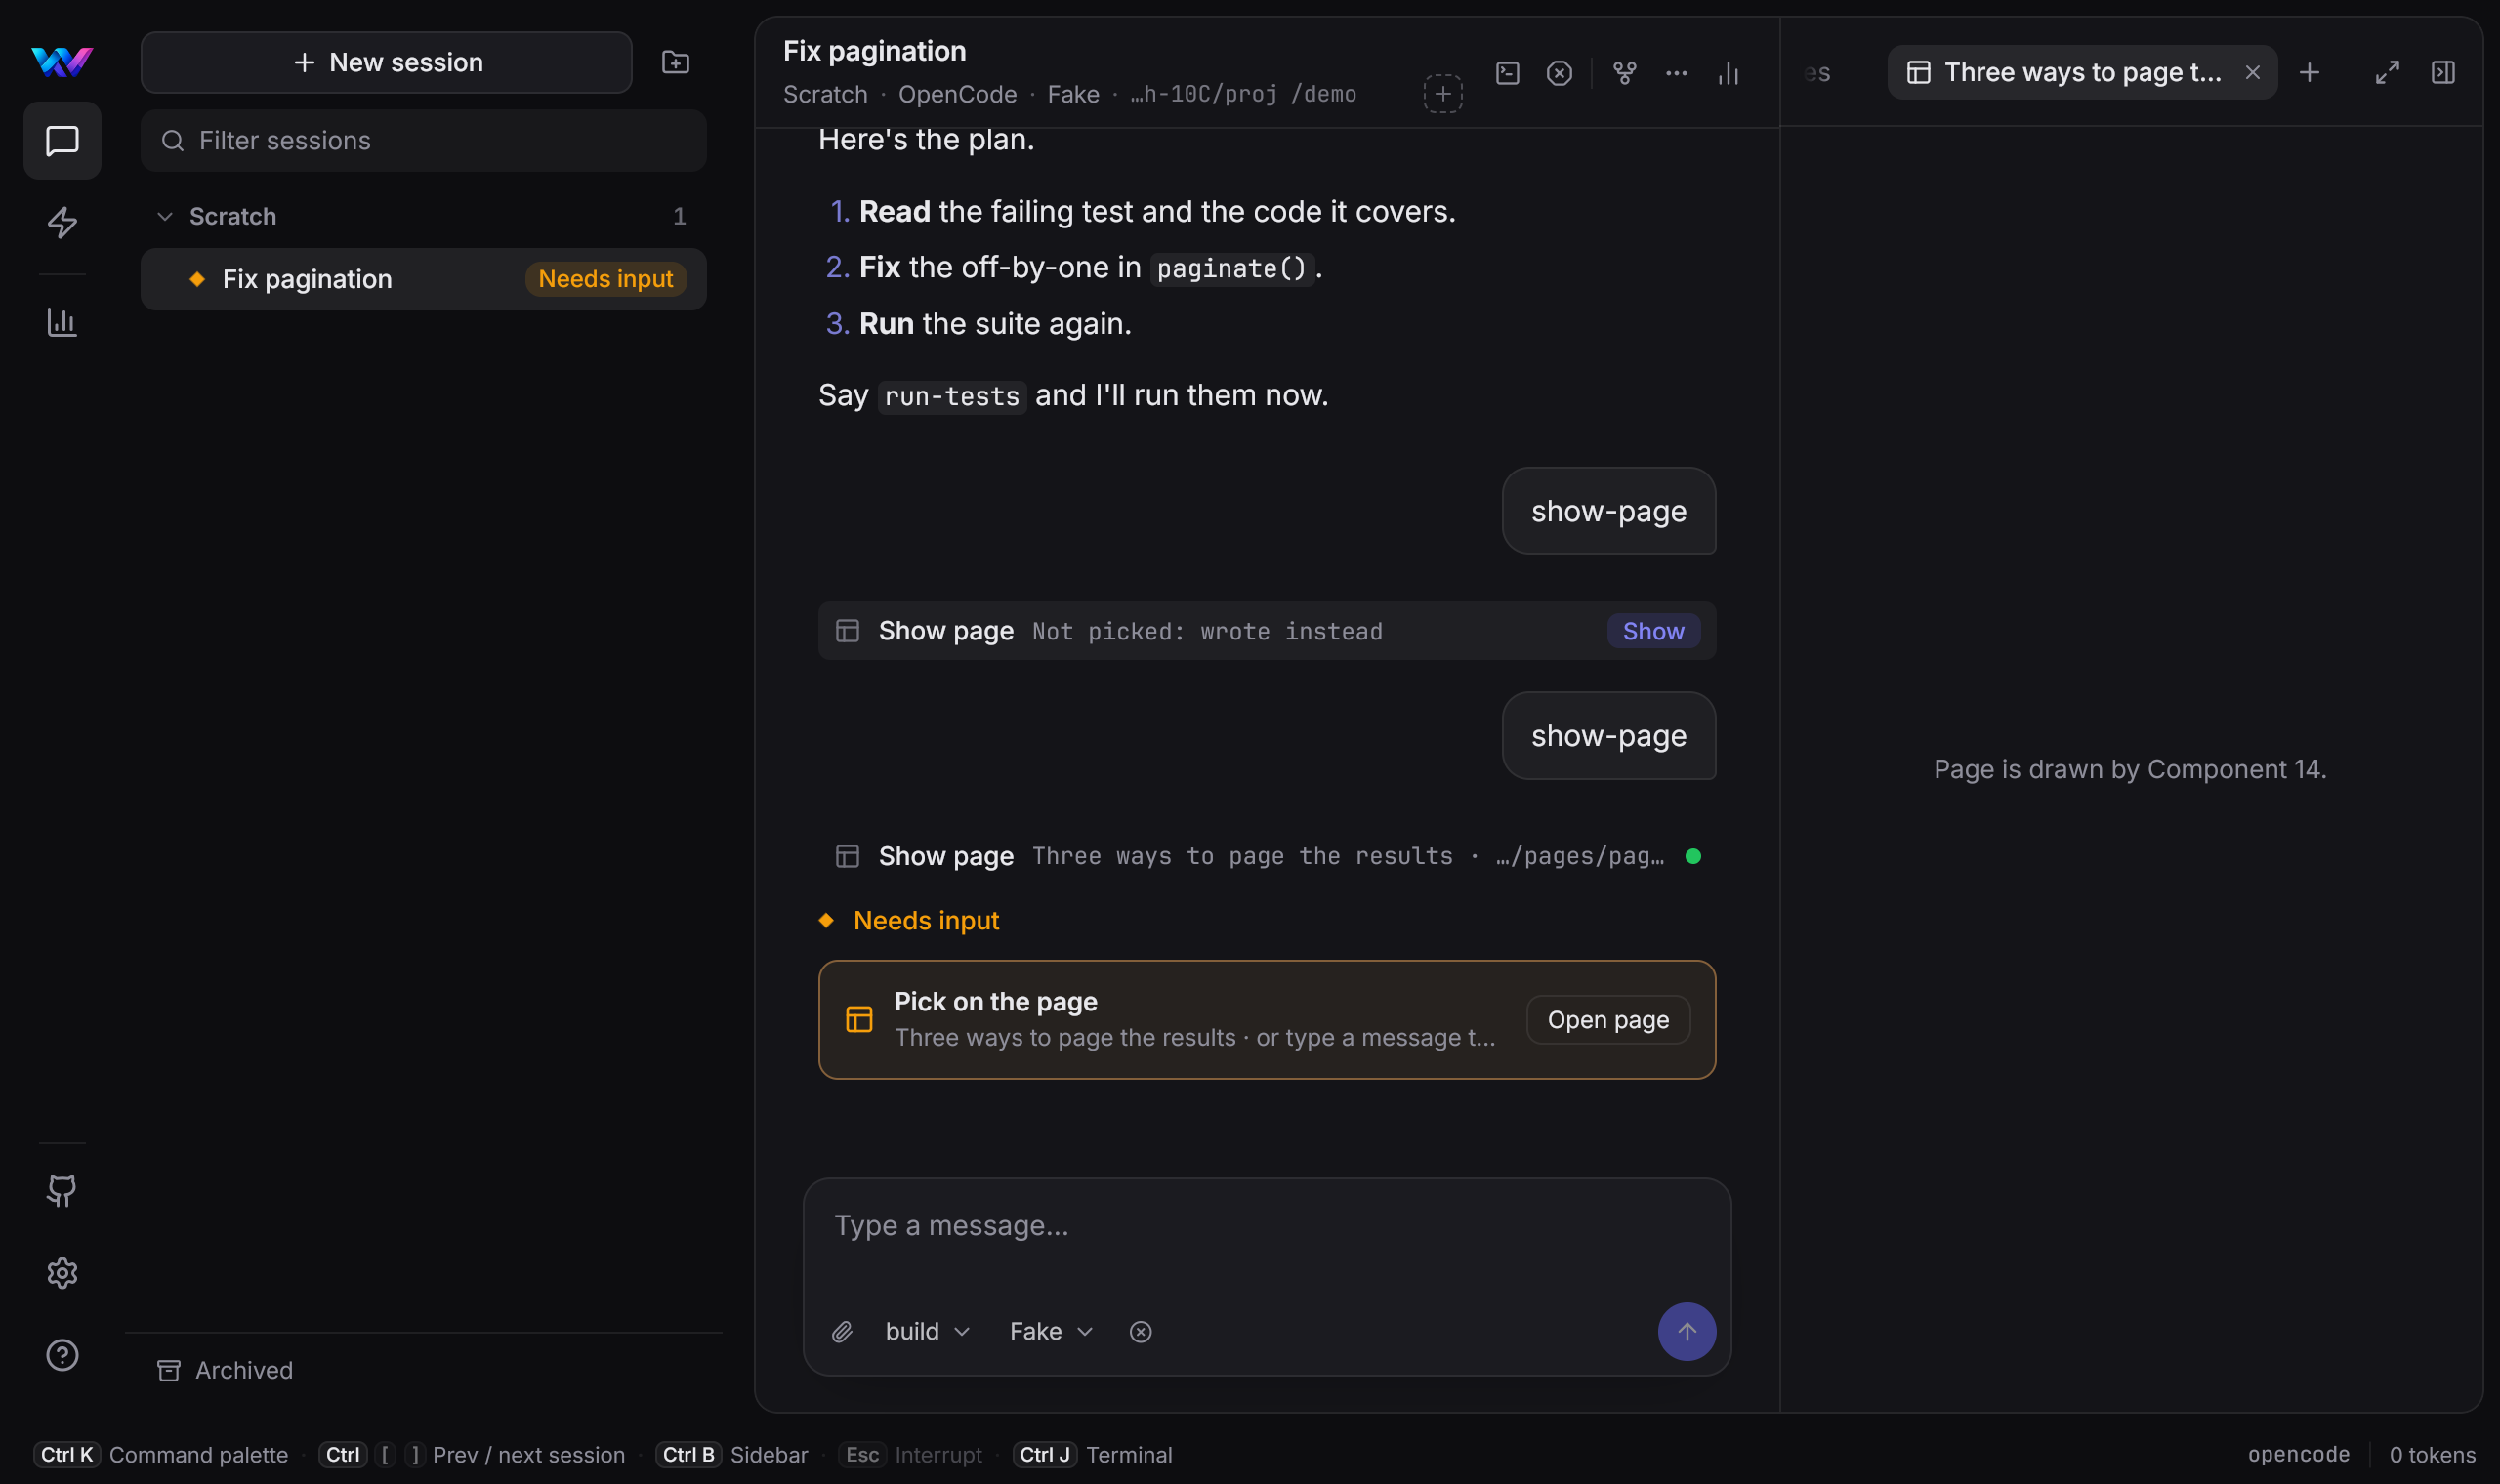 New session
Filter sessions
Scratch 1
Fix pagination Needs input
Archived
Fix pagination
Scratch · OpenCode · Fake · …h-10C/proj /demo
Here's the plan.
1. Read the failing test and the code it covers.
2. Fix the off-by-one in paginate().
3. Run the suite again.
Say run-tests and I'll run them now.
show-page
Show page Not picked: wrote instead Show
show-page
Show page Three ways to page the results · …/pages/pag…
Needs input
Pick on the page
Three ways to page the results · or type a message t…
Open page
Type a message…
build Fake
es Three ways to page t…
Page is drawn by Component 14.
Ctrl K Command palette · Ctrl [ ] Prev / next session · Ctrl B Sidebar · Esc Interrupt · Ctrl J Terminal
opencode 0 tokens